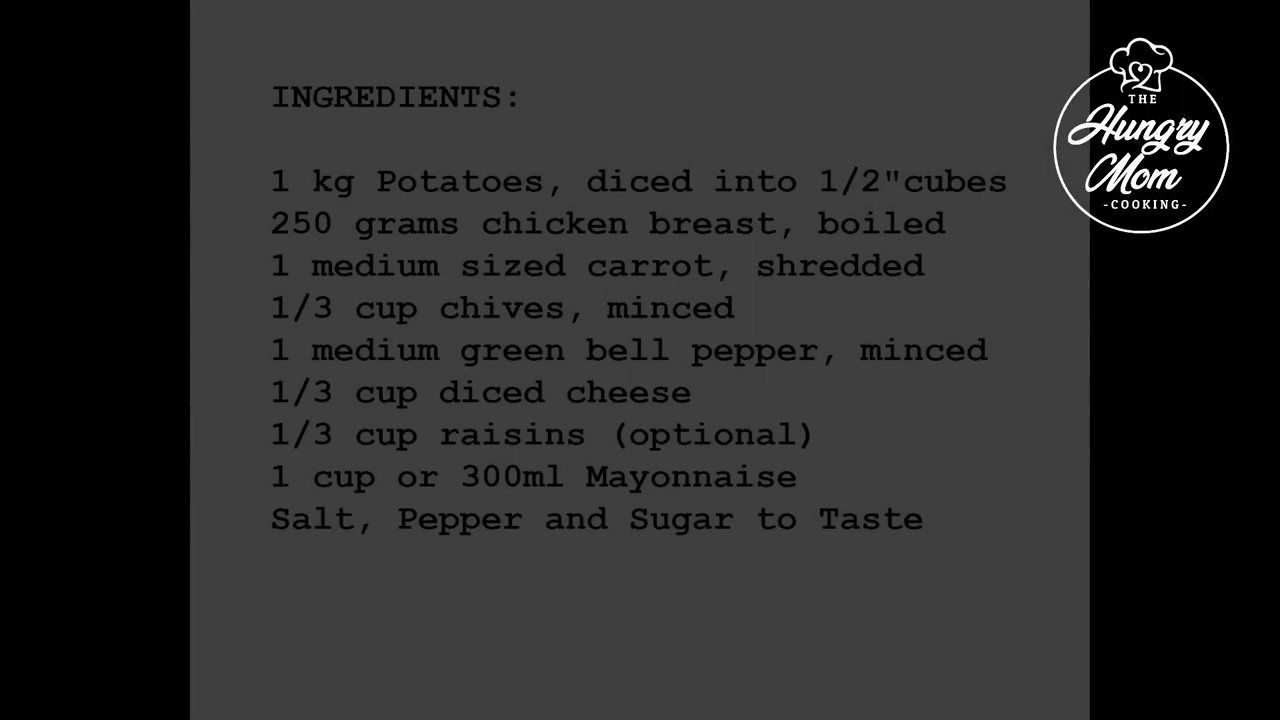 INGREDIENTS:
1 kg Potatoes, diced into 1/2"cubes
250 grams chicken breast, boiled
1 medium sized carrot, shredded
1/3 cup chives, minced
1 medium green bell pepper, minced
1/3 cup diced cheese
1/3 cup raisins (optional)
1 cup or 300ml Mayonnaise
Salt, Pepper and Sugar to Taste
THE
Hungry
Mom
-COOKING-